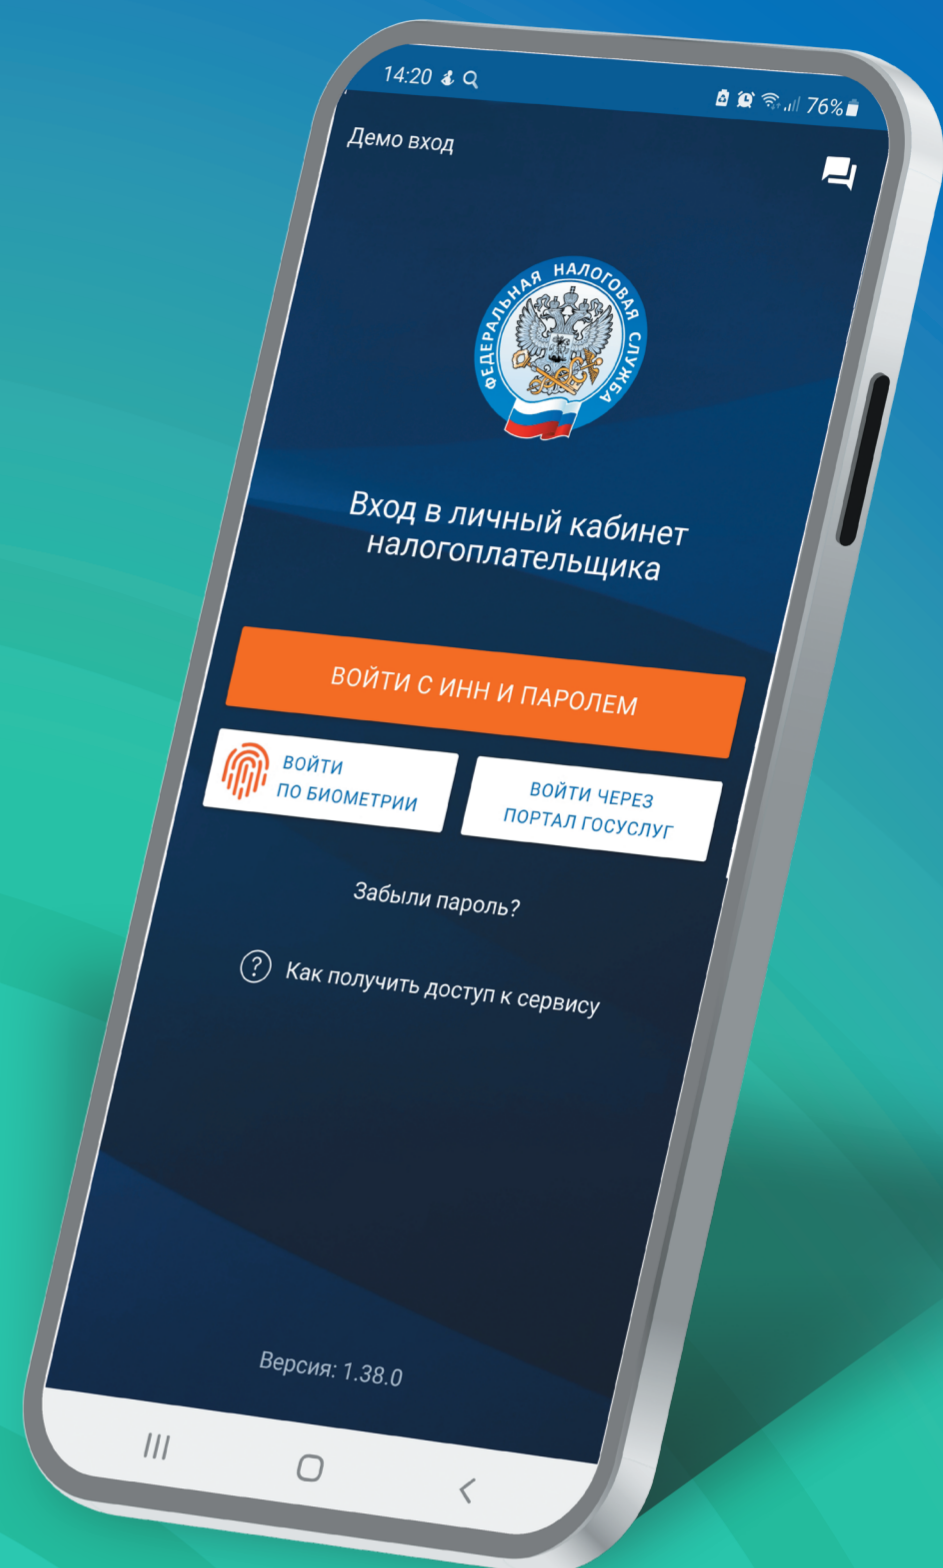 14:20
76%
Демо вход
ФЕДЕРАЛЬНАЯ НАЛОГОВАЯ СЛУЖБА
Вход в личный кабинет
налогоплательщика
ВОЙТИ С ИНН И ПАРОЛЕМ
ВОЙТИ
ПО БИОМЕТРИИ
ВОЙТИ ЧЕРЕЗ
ПОРТАЛ ГОСУСЛУГ
Забыли пароль?
? Как получить доступ к сервису
Версия: 1.38.0